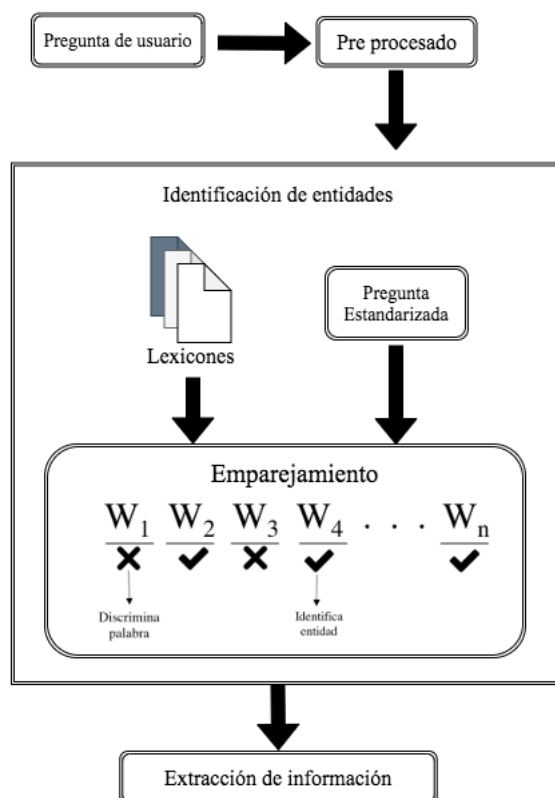 Pregunta de usuario
Pre procesado
Identificación de entidades
Lexicones
Pregunta
Estandarizada
Emparejamiento
W1 W2 W3 W4 . . . Wn
Discrimina
palabra
Identifica
entidad
Extracción de información